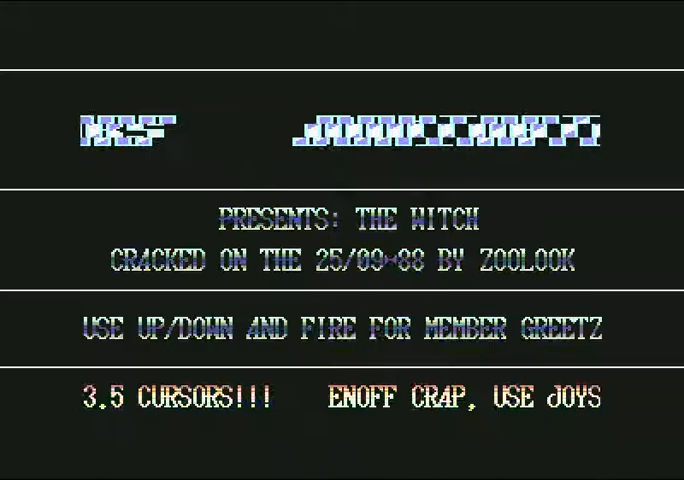 PRESENTS: THE WITCH
CRACKED ON THE 25/09-88 BY ZOOLOOK
USE UP/DOWN AND FIRE FOR MEMBER GREETZ
3.5 CURSORS!!! ENOFF CRAP, USE JOYS